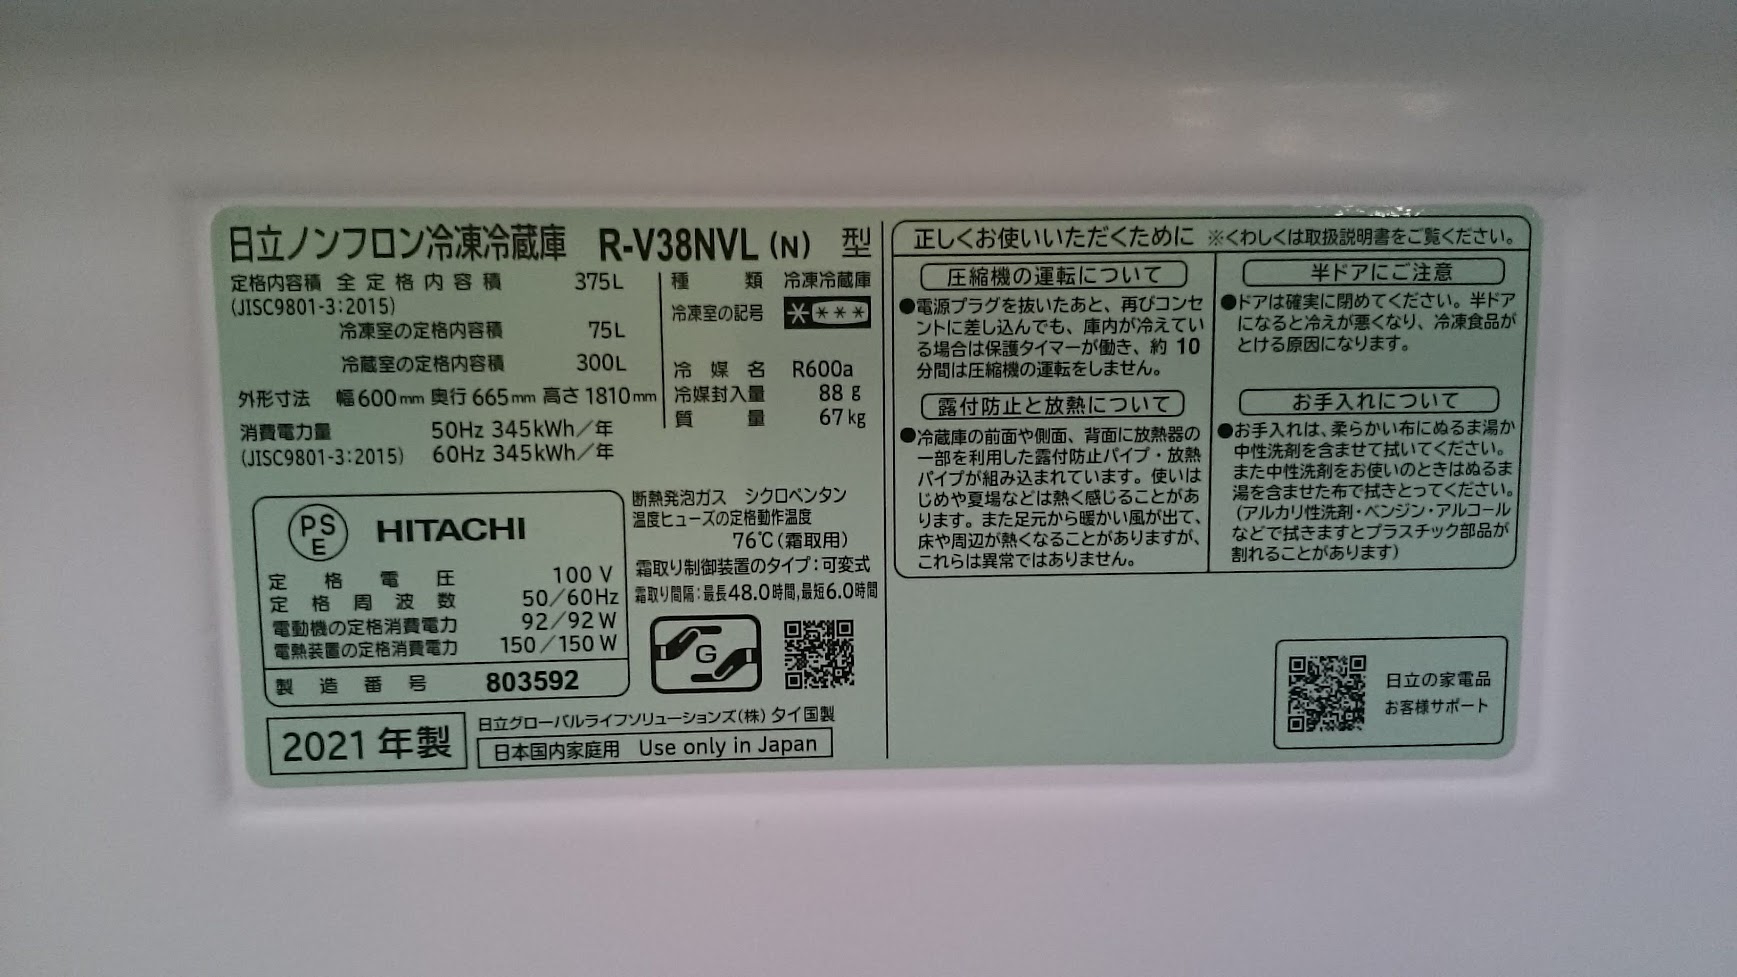 日立ノンフロン冷凍冷蔵庫 R-V38NVL (N) 型
定格内容積 全定格内容積 375L
(JISC9801-3:2015)
冷凍室の定格内容積 75L
冷蔵室の定格内容積 300L
外形寸法 幅600mm 奥行665mm 高さ1810mm
消費電力量 50Hz 345kWh／年
(JISC9801-3:2015) 60Hz 345kWh／年
種類 冷凍冷蔵庫
冷凍室の記号 ****
冷媒名 R600a
冷媒封入量 88g
質量 67kg
PSE HITACHI
定格電圧 100V
定格周波数 50／60Hz
電動機の定格消費電力 92／92W
電熱装置の定格消費電力 150／150W
製造番号 803592
断熱発泡ガス シクロペンタン
温度ヒューズの定格動作温度
76℃(霜取用)
霜取り制御装置のタイプ：可変式
霜取り間隔：最長48.0時間,最短6.0時間
G
2021年製
日立グローバルライフソリューションズ(株) タイ国製
日本国内家庭用 Use only in Japan
正しくお使いいただくために ※くわしくは取扱説明書をご覧ください。
圧縮機の運転について
●電源プラグを抜いたあと、再びコンセ
ントに差し込んでも、庫内が冷えてい
る場合は保護タイマーが働き、約10
分間は圧縮機の運転をしません。
露付防止と放熱について
●冷蔵庫の前面や側面、背面に放熱器の
一部を利用した露付防止パイプ・放熱
パイプが組み込まれています。使いは
じめや夏場などは熱く感じることがあ
ります。また足元から暖かい風が出て、
床や周辺が熱くなることがありますが、
これらは異常ではありません。
半ドアにご注意
●ドアは確実に閉めてください。半ドア
になると冷えが悪くなり、冷凍食品が
とける原因になります。
お手入れについて
●お手入れは、柔らかい布にぬるま湯か
中性洗剤を含ませて拭いてください。
また中性洗剤をお使いのときはぬるま
湯を含ませた布で拭きとってください。
(アルカリ性洗剤・ベンジン・アルコール
などで拭きますとプラスチック部品が
割れることがあります)
日立の家電品
お客様サポート